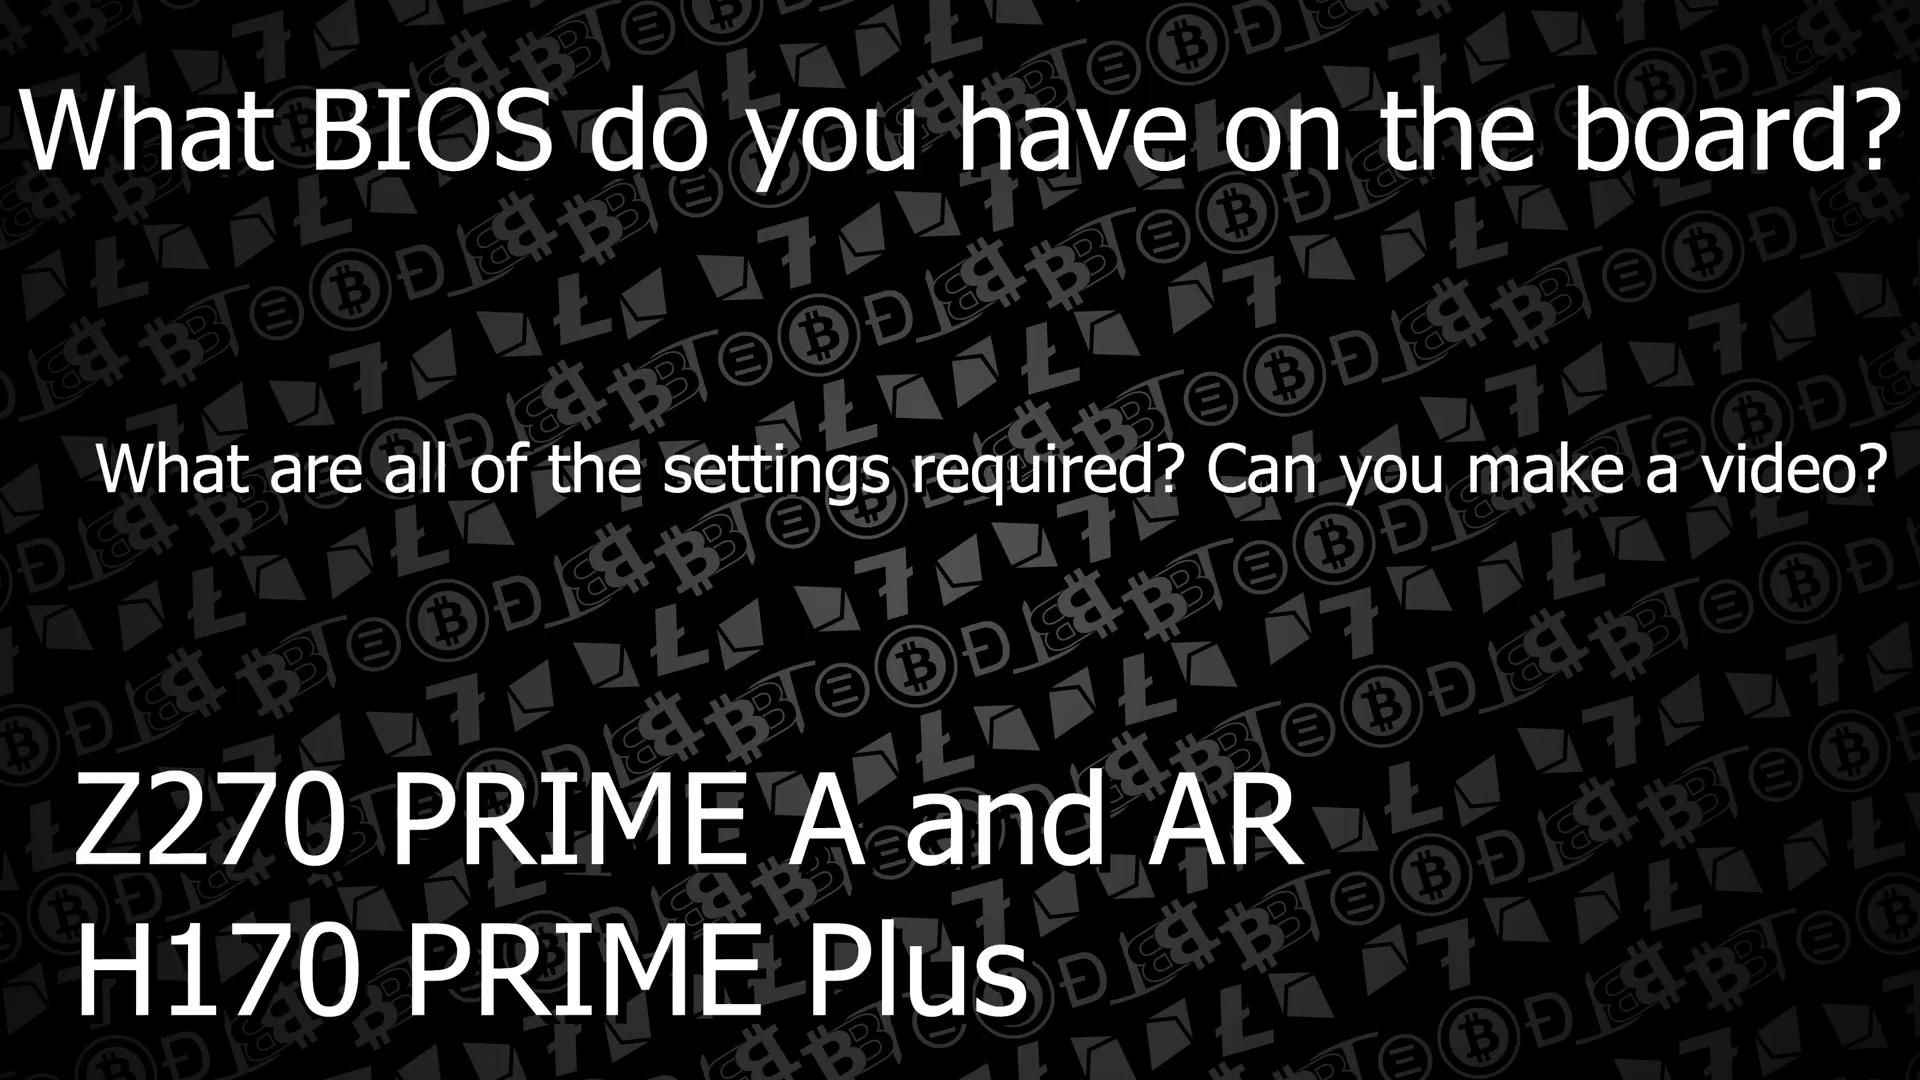 What BIOS do you have on the board?
What are all of the settings required? Can you make a video?
Z270 PRIME A and AR
H170 PRIME Plus